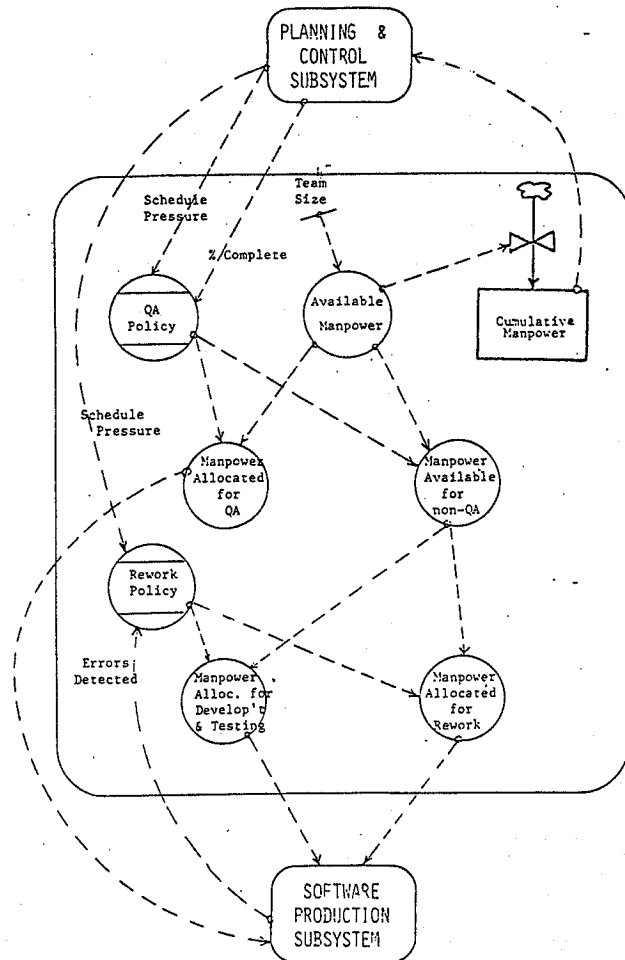 PLANNING &
CONTROL
SUBSYSTEM
Team
Size
Schedule
Pressure
% Complete
QA
Policy
Available
Manpower
Cumulative
Manpower
Schedule
Pressure
Manpower
Allocated
for
QA
Manpower
Available
for
non-QA
Rework
Policy
Errors
Detected
Manpower
Alloc. for
Develop't
& Testing
Manpower
Allocated
for
Rework
SOFTWARE
PRODUCTION
SUBSYSTEM